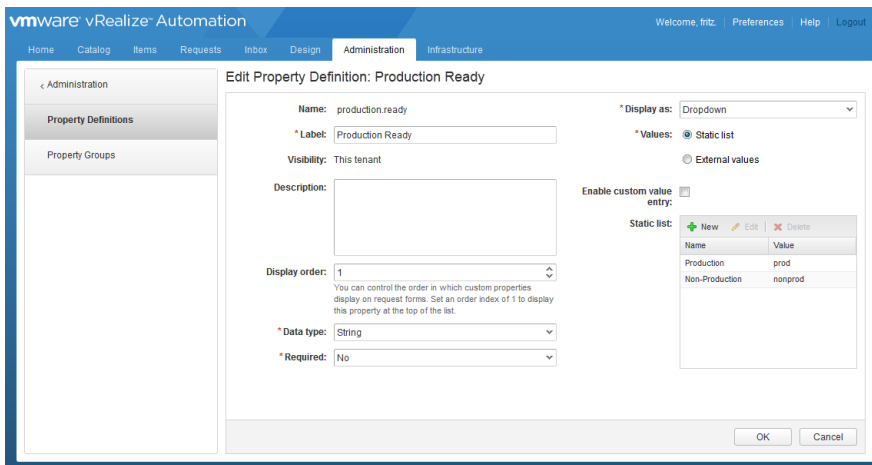 vmware vRealize Automation
Welcome, fritz. Preferences Help Logout
Home Catalog Items Requests Inbox Design Administration Infrastructure
< Administration
Property Definitions
Property Groups
Edit Property Definition: Production Ready
Name: production.ready
* Label: Production Ready
Visibility: This tenant
Description:
Display order: 1
You can control the order in which custom properties
display on request forms. Set an order index of 1 to display
this property at the top of the list.
* Data type: String
* Required: No
* Display as: Dropdown
* Values: Static list
External values
Enable custom value
entry:
Static list: New Edit Delete
Name Value
Production prod
Non-Production nonprod
OK Cancel